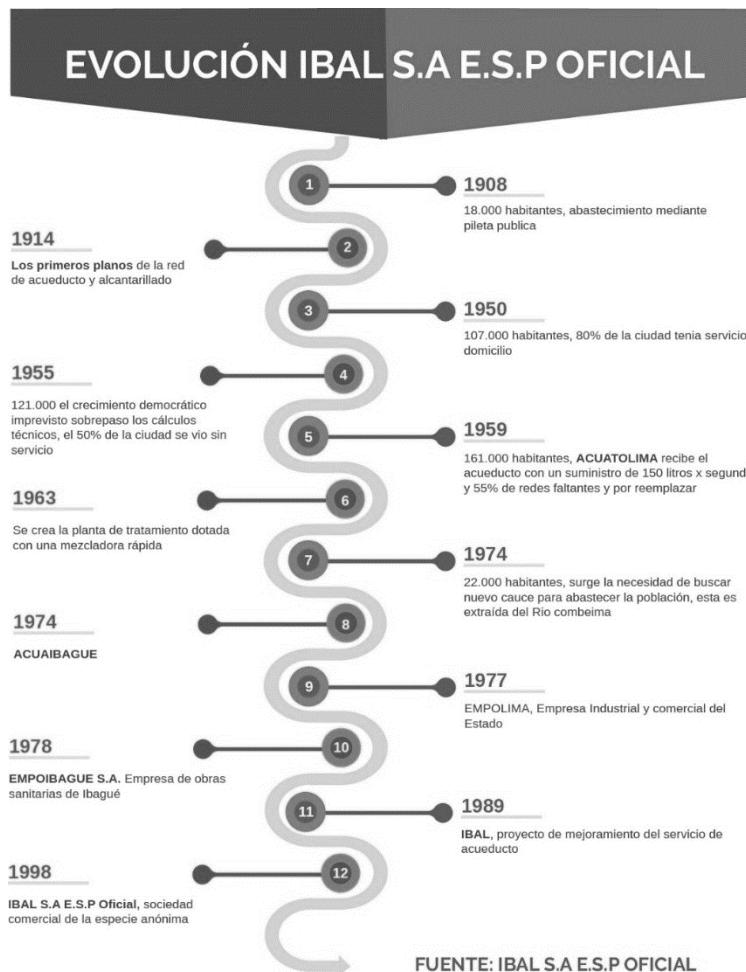 EVOLUCIÓN IBAL S.A E.S.P OFICIAL
1
1908
18.000 habitantes, abastecimiento mediante
pileta publica
1914
2
Los primeros planos de la red
de acueducto y alcantarillado
3
1950
107.000 habitantes, 80% de la ciudad tenia servicio
domicilio
1955
4
121.000 el crecimiento democrático
imprevisto sobrepaso los cálculos
técnicos, el 50% de la ciudad se vio sin
servicio
5
1959
161.000 habitantes, ACUATOLIMA recibe el
acueducto con un suministro de 150 litros x segund
y 55% de redes faltantes y por reemplazar
1963
6
Se crea la planta de tratamiento dotada
con una mezcladora rápida
7
1974
22.000 habitantes, surge la necesidad de buscar
nuevo cauce para abastecer la población, esta es
extraída del Rio combeima
1974
8
ACUAIBAGUE
9
1977
EMPOLIMA, Empresa Industrial y comercial del
Estado
1978
10
EMPOIBAGUE S.A. Empresa de obras
sanitarias de Ibagué
11
1989
IBAL, proyecto de mejoramiento del servicio de
acueducto
1998
12
IBAL S.A E.S.P Oficial, sociedad
comercial de la especie anónima
FUENTE: IBAL S.A E.S.P OFICIAL